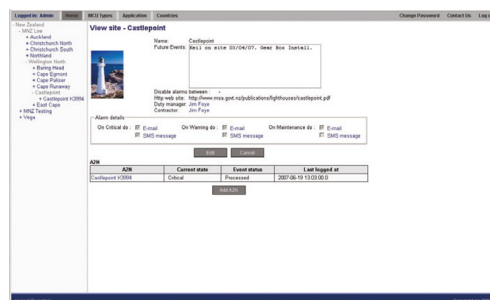 Logged in: Admin Home MCU Types Application Countries Change Password Contact Us Log
- New Zealand
- MNZ Live
+ Auckland
+ Christchurch North
+ Christchurch South
+ Northland
- Wellington North
+ Baring Head
+ Cape Egmont
+ Cape Palliser
+ Cape Runaway
- Castlepoint
+ Castlepoint K3994
+ East Cape
+ MNZ Testing
+ Vega
View site - Castlepoint
Name: Castlepoint
Future Events: Neil on site 03/04/07. Gear Box Install.
Disable alarms between : -
Http web site: http://www.msa.govt.nz/publications/lighthouses/castlepoint.pdf
Duty manager: Jim Foye
Contractor: Jim Foye
Alarm details
On Critical do : E-mail On Warning do : E-mail On Maintenance do : E-mail
SMS message SMS message SMS message
Edit Cancel
A2N
A2N Current state Event status Last logged at
Castlepoint K3994 Critical Processed 2007-06-19 13:03:00.0
Add A2N